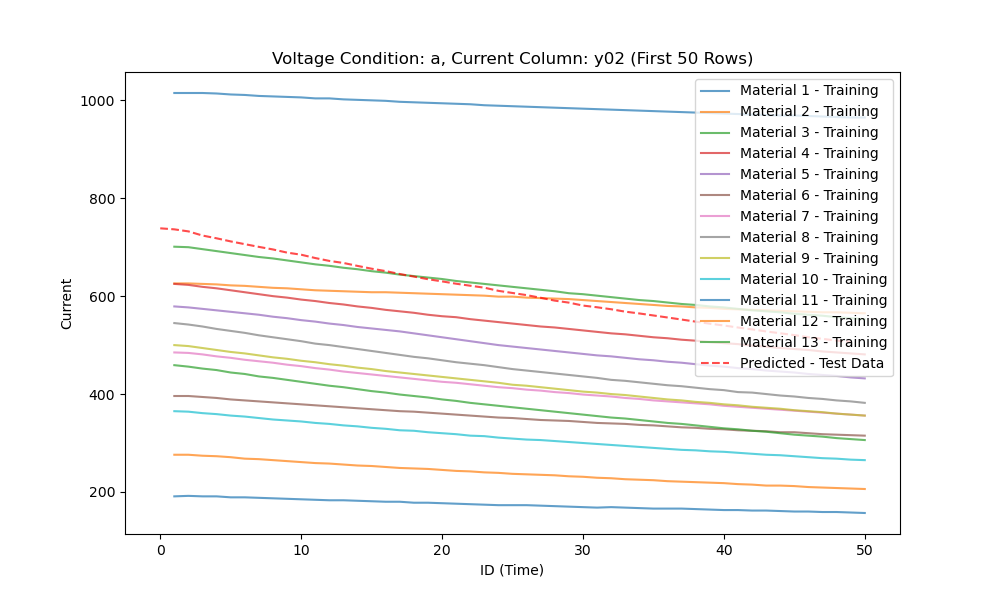 Voltage Condition: a, Current Column: y02 (First 50 Rows)
Current
1000
800
600
400
200
0
10
20
30
40
50
ID (Time)
Material 1 - Training
Material 2 - Training
Material 3 - Training
Material 4 - Training
Material 5 - Training
Material 6 - Training
Material 7 - Training
Material 8 - Training
Material 9 - Training
Material 10 - Training
Material 11 - Training
Material 12 - Training
Material 13 - Training
Predicted - Test Data